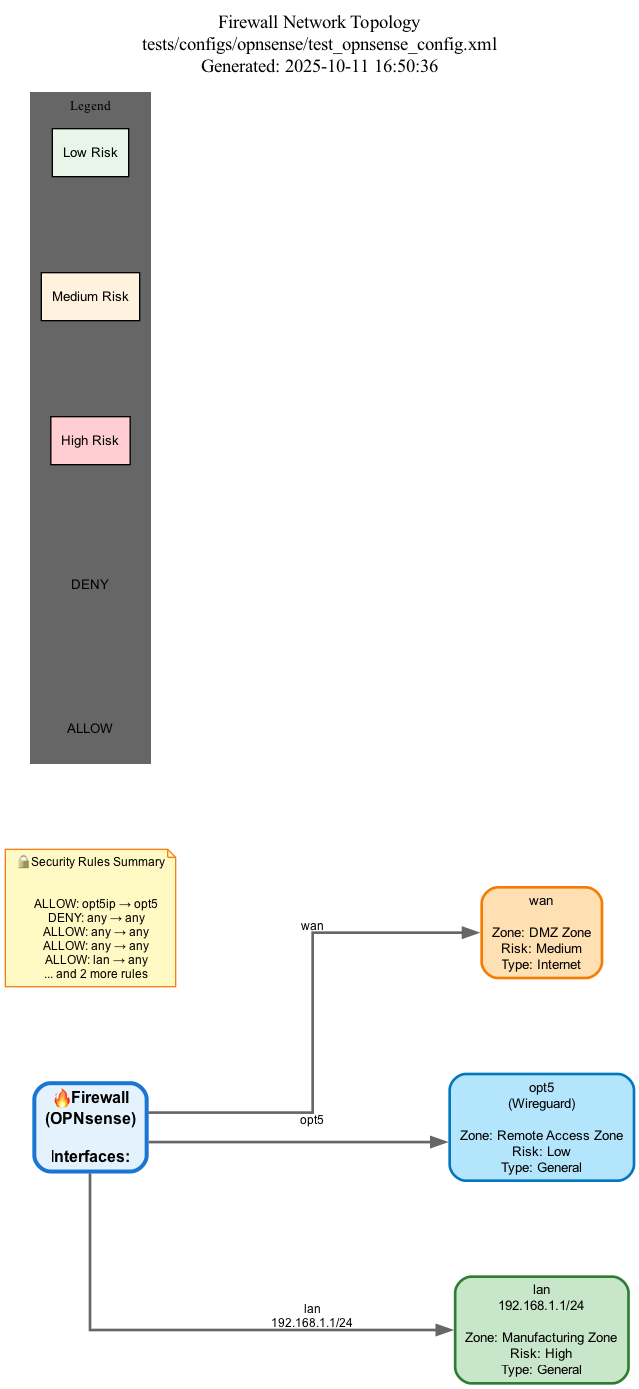 Firewall Network Topology
tests/configs/opnsense/test_opnsense_config.xml
Generated: 2025-10-11 16:50:36
Legend
Low Risk
Medium Risk
High Risk
DENY
ALLOW
🔒Security Rules Summary
ALLOW: opt5ip → opt5
DENY: any → any
ALLOW: any → any
ALLOW: any → any
ALLOW: lan → any
... and 2 more rules
wan
wan
Zone: DMZ Zone
Risk: Medium
Type: Internet
🔥Firewall
(OPNsense)
Interfaces:
opt5
opt5
(Wireguard)
Zone: Remote Access Zone
Risk: Low
Type: General
lan
192.168.1.1/24
lan
192.168.1.1/24
Zone: Manufacturing Zone
Risk: High
Type: General